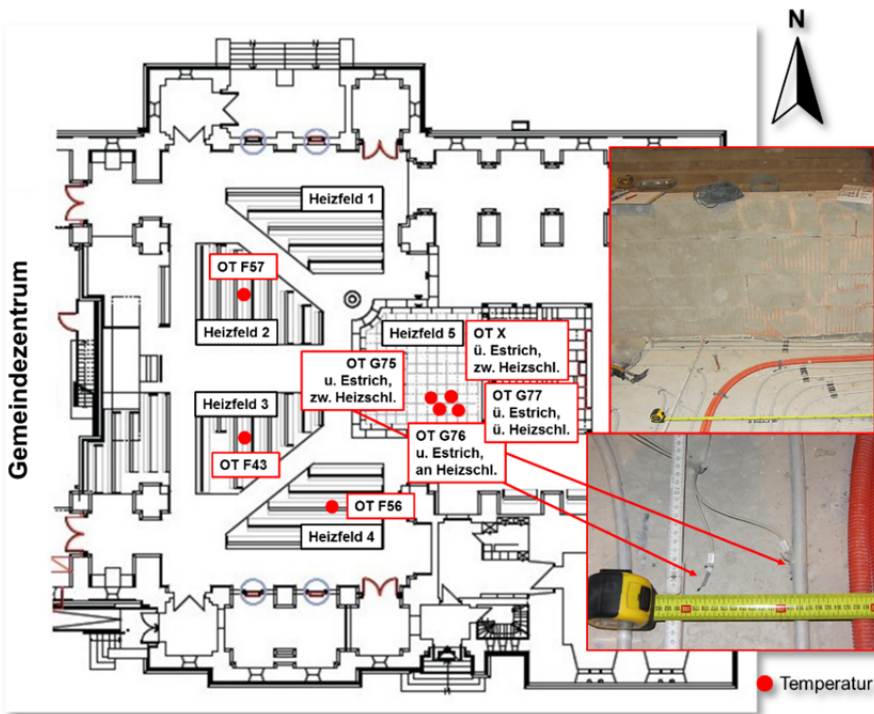 N
Heizfeld 1
OT F57
Heizfeld 2
Heizfeld 5
OT X
ü. Estrich,
zw. Heizschl.
OT G75
u. Estrich,
zw. Heizschl.
Heizfeld 3
OT G77
ü. Estrich,
ü. Heizschl.
OT G76
u. Estrich,
an Heizschl.
OT F43
OT F56
Heizfeld 4
Gemeindezentrum
Temperatur